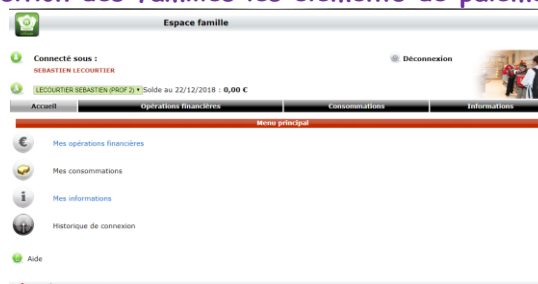 Espace famille
Connecté sous :
SEBASTIEN LECOURTIER
Déconnexion
LECOURTIER SEBASTIEN (PROF 2) Solde au 22/12/2018 : 0,00 €
Accueil Opérations financières Consommations Informations
Menu principal
Mes opérations financières
Mes consommations
Mes informations
Historique de connexion
Aide